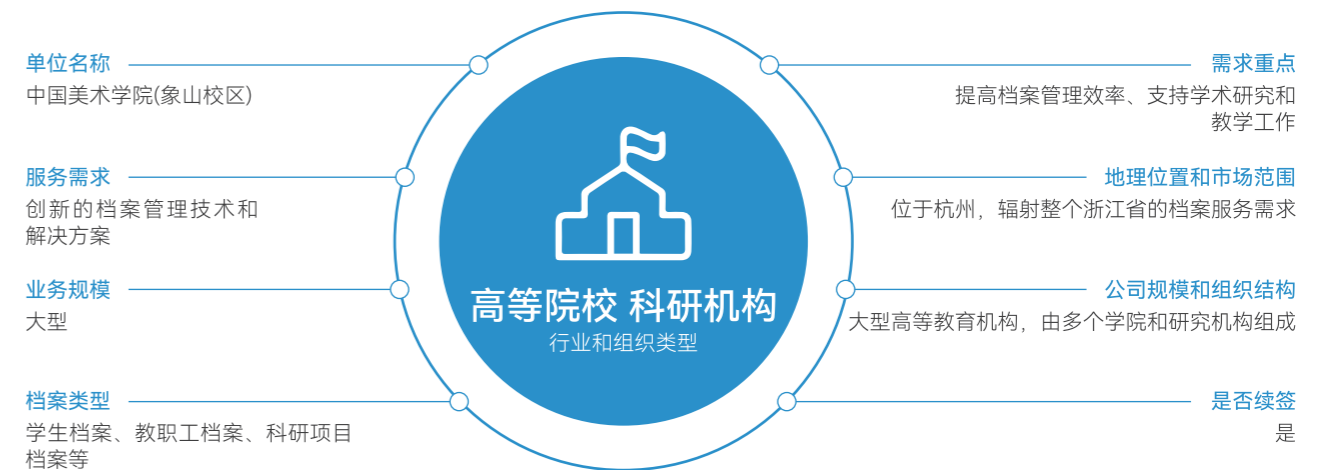 单位名称
中国美术学院(象山校区)
服务需求
创新的档案管理技术和
解决方案
业务规模
大型
档案类型
学生档案、教职工档案、科研项目
档案等
高等院校 科研机构
行业和组织类型
需求重点
提高档案管理效率、支持学术研究和
教学工作
地理位置和市场范围
位于杭州，辐射整个浙江省的档案服务需求
公司规模和组织结构
大型高等教育机构，由多个学院和研究机构组成
是否续签
是